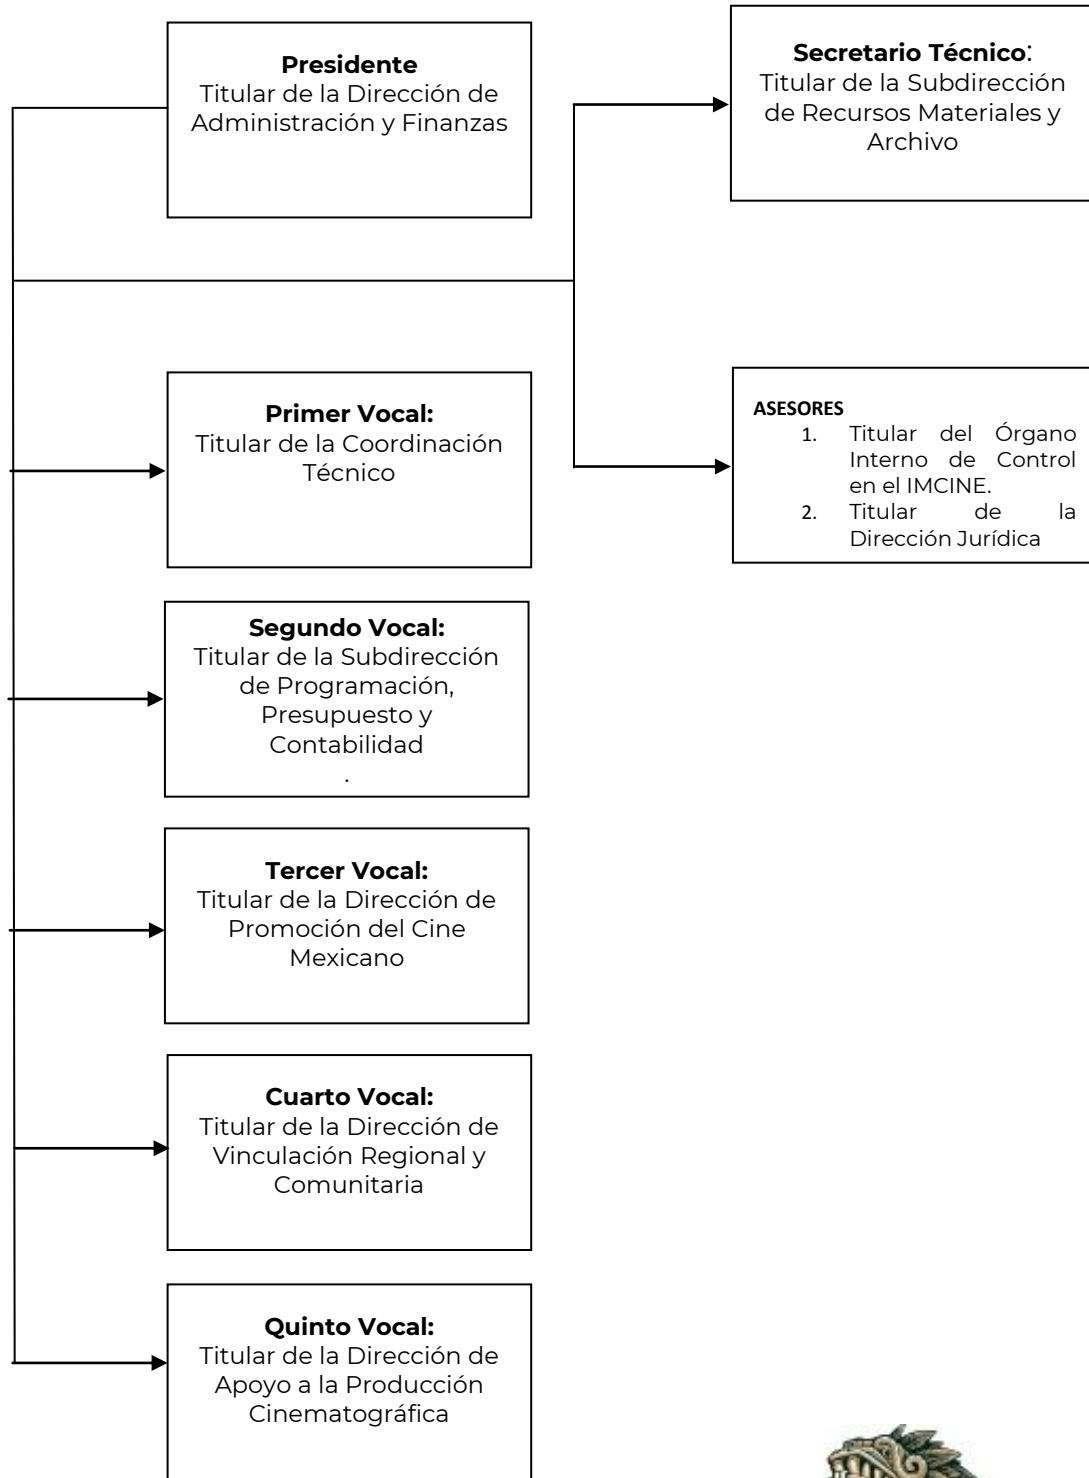 Presidente
Titular de la Dirección de
Administración y Finanzas
Secretario Técnico:
Titular de la Subdirección
de Recursos Materiales y
Archivo
Primer Vocal:
Titular de la Coordinación
Técnico
ASESORES
1. Titular del Órgano
Interno de Control
en el IMCINE.
2. Titular de la
Dirección Jurídica
Segundo Vocal:
Titular de la Subdirección
de Programación,
Presupuesto y
Contabilidad
.
Tercer Vocal:
Titular de la Dirección de
Promoción del Cine
Mexicano
Cuarto Vocal:
Titular de la Dirección de
Vinculación Regional y
Comunitaria
Quinto Vocal:
Titular de la Dirección de
Apoyo a la Producción
Cinematográfica